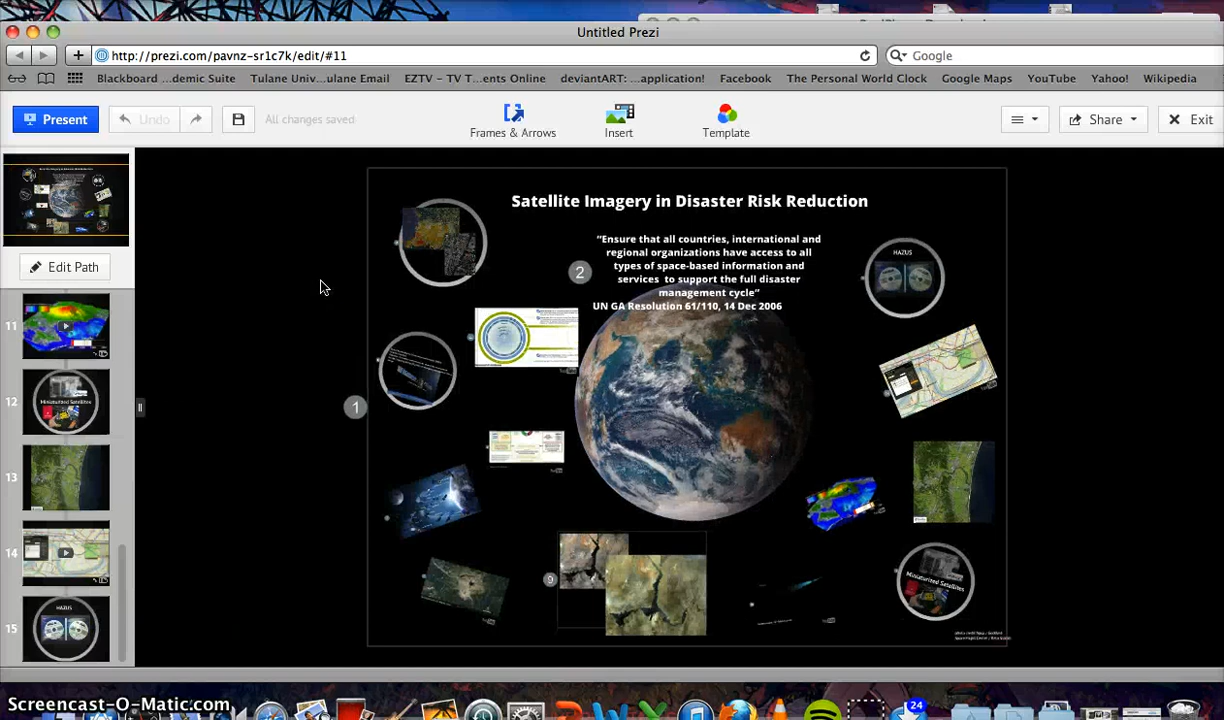 Untitled Prezi
http://prezi.com/pavnz-sr1c7k/edit/#11
Google
Blackboard ...demic Suite Tulane Univ...ulane Email EZTV – TV T...ents Online deviantART: ...application! Facebook The Personal World Clock Google Maps YouTube Yahoo! Wikipedia
Present Undo All changes saved Frames & Arrows Insert Template Share Exit
Edit Path
Satellite Imagery in Disaster Risk Reduction
"Ensure that all countries, international and
regional organizations have access to all
types of space-based information and
services to support the full disaster
management cycle"
UN GA Resolution 61/110, 14 Dec 2006
1
2
9
HAZUS
Miniaturized Satellites
11
12
Miniaturized Satellites
13
14
15
HAZUS
24
Screencast-O-Matic.com